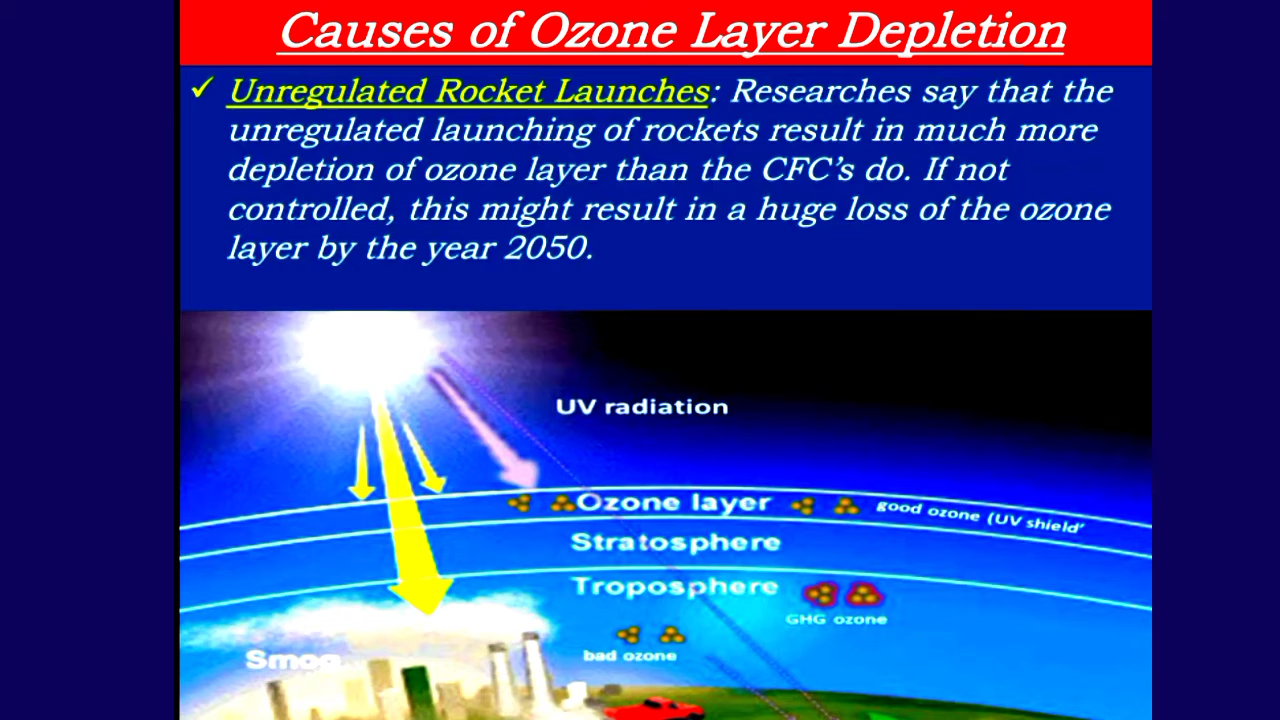 Causes of Ozone Layer Depletion
✓ Unregulated Rocket Launches: Researches say that the
unregulated launching of rockets result in much more
depletion of ozone layer than the CFC's do. If not
controlled, this might result in a huge loss of the ozone
layer by the year 2050.
UV radiation
Ozone layer
good ozone (UV shield'
Stratosphere
Troposphere
GHG ozone
bad ozone
Smog